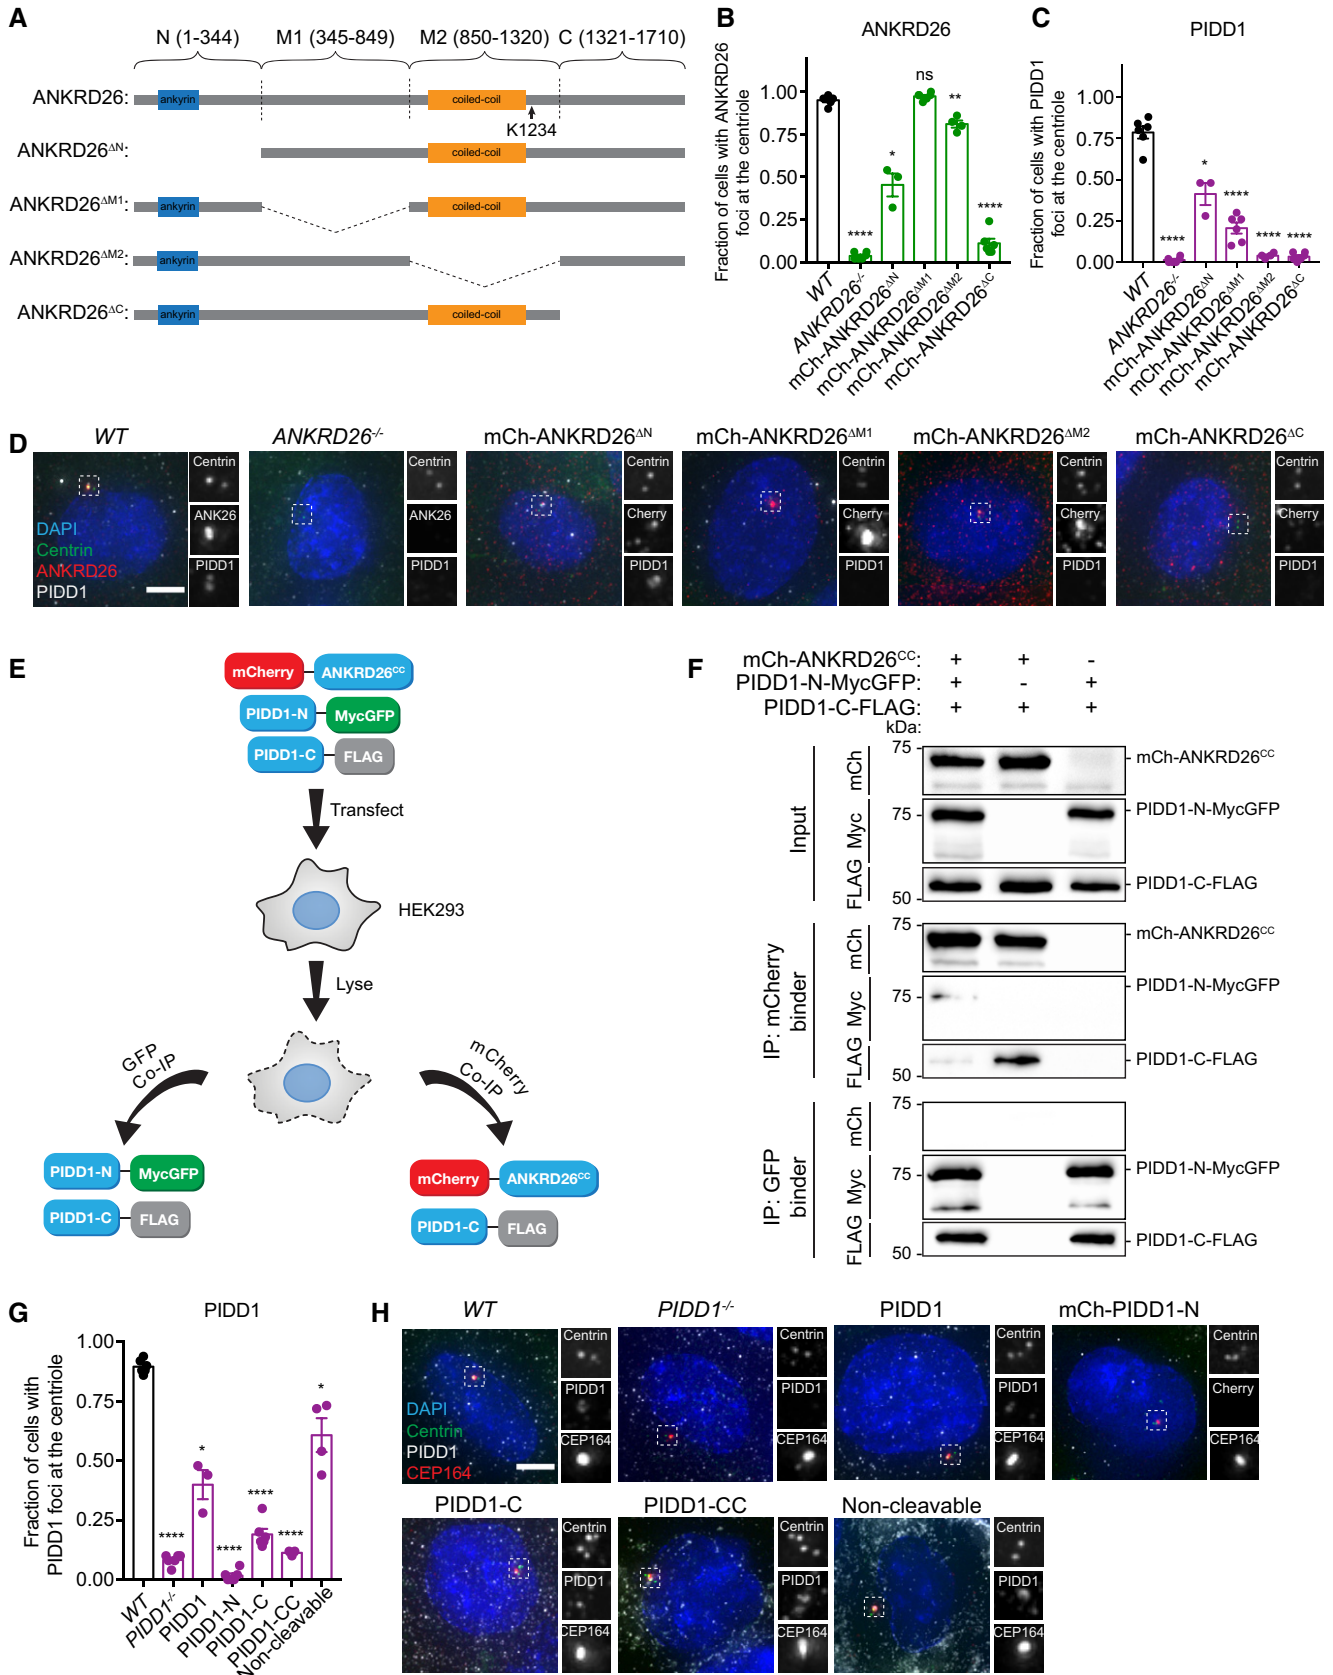 A
N (1-344) M1 (345-849) M2 (850-1320) C (1321-1710)
ANKRD26: ankyrin coiled-coil
K1234
ANKRD26ΔN: coiled-coil
ANKRD26ΔM1: ankyrin coiled-coil
ANKRD26ΔM2: ankyrin
ANKRD26ΔC: ankyrin coiled-coil
B
ANKRD26
Fraction of cells with ANKRD26
foci at the centriole
1.00
0.75
0.50
0.25
0.00
****
*
ns
**
****
WT
ANKRD26-/-
mCh-ANKRD26ΔN
mCh-ANKRD26ΔM1
mCh-ANKRD26ΔM2
mCh-ANKRD26ΔC
C
PIDD1
Fraction of cells with PIDD1
foci at the centriole
1.00
0.75
0.50
0.25
0.00
****
*
****
****
****
WT
ANKRD26-/-
mCh-ANKRD26ΔN
mCh-ANKRD26ΔM1
mCh-ANKRD26ΔM2
mCh-ANKRD26ΔC
D
WT
DAPI
Centrin
ANKRD26
PIDD1
Centrin
ANK26
PIDD1
ANKRD26-/-
Centrin
ANK26
PIDD1
mCh-ANKRD26ΔN
Centrin
Cherry
PIDD1
mCh-ANKRD26ΔM1
Centrin
Cherry
PIDD1
mCh-ANKRD26ΔM2
Centrin
Cherry
PIDD1
mCh-ANKRD26ΔC
Centrin
Cherry
PIDD1
E
mCherry ANKRD26CC
PIDD1-N MycGFP
PIDD1-C FLAG
Transfect
HEK293
Lyse
GFP
Co-IP
mCherry
Co-IP
PIDD1-N MycGFP
PIDD1-C FLAG
mCherry ANKRD26CC
PIDD1-C FLAG
F
mCh-ANKRD26CC: + + -
PIDD1-N-MycGFP: + - +
PIDD1-C-FLAG: + + +
kDa:
Input
mCh 75 mCh-ANKRD26CC
Myc 75 PIDD1-N-MycGFP
FLAG 50 PIDD1-C-FLAG
IP: mCherry
binder
mCh 75 mCh-ANKRD26CC
Myc 75 PIDD1-N-MycGFP
FLAG 50 PIDD1-C-FLAG
IP: GFP
binder
mCh 75
Myc 75 PIDD1-N-MycGFP
FLAG 50 PIDD1-C-FLAG
G
PIDD1
Fraction of cells with
PIDD1 foci at the centriole
1.00
0.75
0.50
0.25
0.00
****
*
****
****
****
*
WT
PIDD1-/-
PIDD1
PIDD1-N
PIDD1-C
PIDD1-CC
Non-cleavable
H
WT
DAPI
Centrin
PIDD1
CEP164
Centrin
PIDD1
CEP164
PIDD1-/-
Centrin
PIDD1
CEP164
PIDD1
Centrin
PIDD1
CEP164
mCh-PIDD1-N
Centrin
Cherry
CEP164
PIDD1-C
Centrin
PIDD1
CEP164
PIDD1-CC
Centrin
PIDD1
CEP164
Non-cleavable
Centrin
PIDD1
CEP164